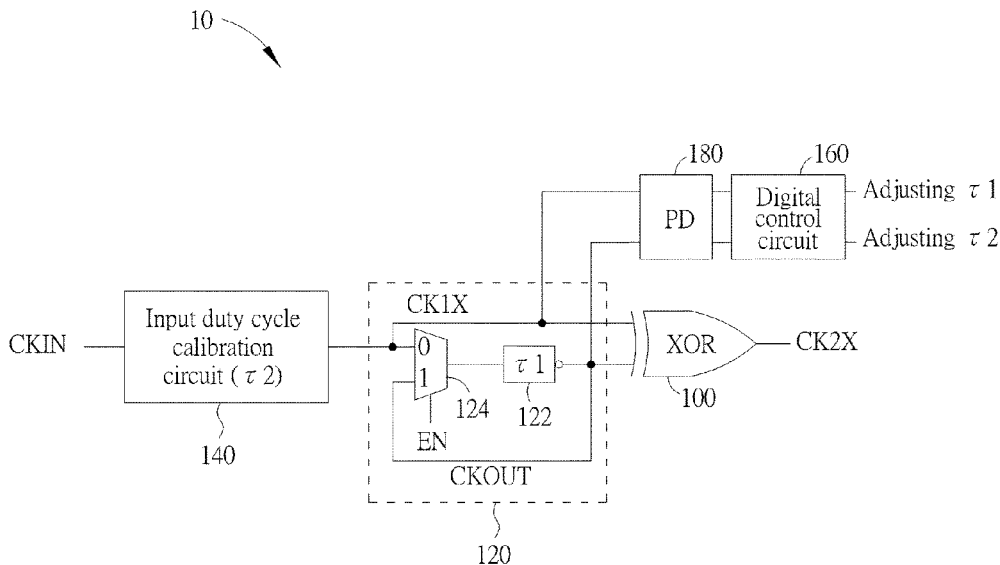 10
180
160
PD
Digital
control
circuit
Adjusting τ 1
Adjusting τ 2
CK1X
CKIN
Input duty cycle
calibration
circuit ( τ 2)
0
1
τ 1
XOR
CK2X
124
122
100
EN
140
CKOUT
120